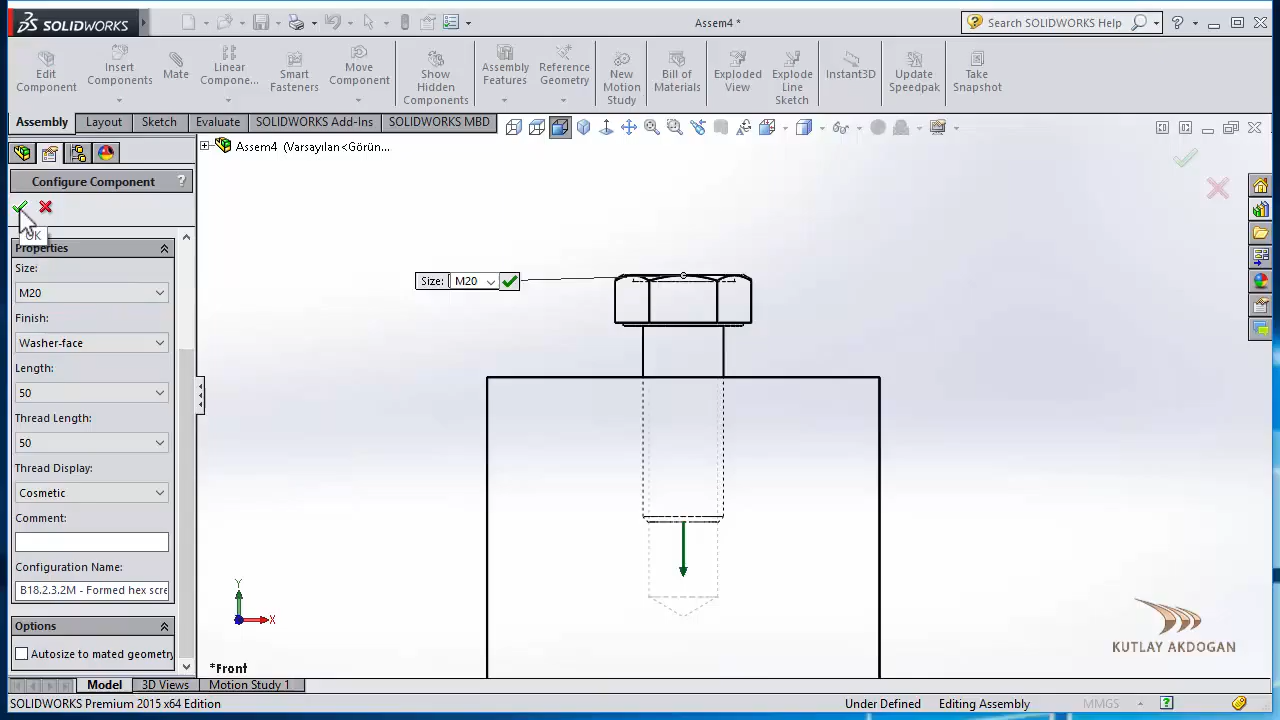 SOLIDWORKS
Assem4 *
Search SOLIDWORKS Help
Edit Component
Insert Components
Mate
Linear Compone...
Smart Fasteners
Move Component
Show Hidden Components
Assembly Features
Reference Geometry
New Motion Study
Bill of Materials
Exploded View
Explode Line Sketch
Instant3D
Update Speedpak
Take Snapshot
Assembly
Layout
Sketch
Evaluate
SOLIDWORKS Add-Ins
SOLIDWORKS MBD
Assem4 (Varsayılan<Görün...
Configure Component
?
OK
Properties
Size:
M20
Finish:
Washer-face
Length:
50
Thread Length:
50
Thread Display:
Cosmetic
Comment:
Configuration Name:
B18.2.3.2M - Formed hex scre
Options
Autosize to mated geometry
Size: M20
Y
X
*Front
KUTLAY AKDOGAN
Model
3D Views
Motion Study 1
SOLIDWORKS Premium 2015 x64 Edition
Under Defined
Editing Assembly
MMGS